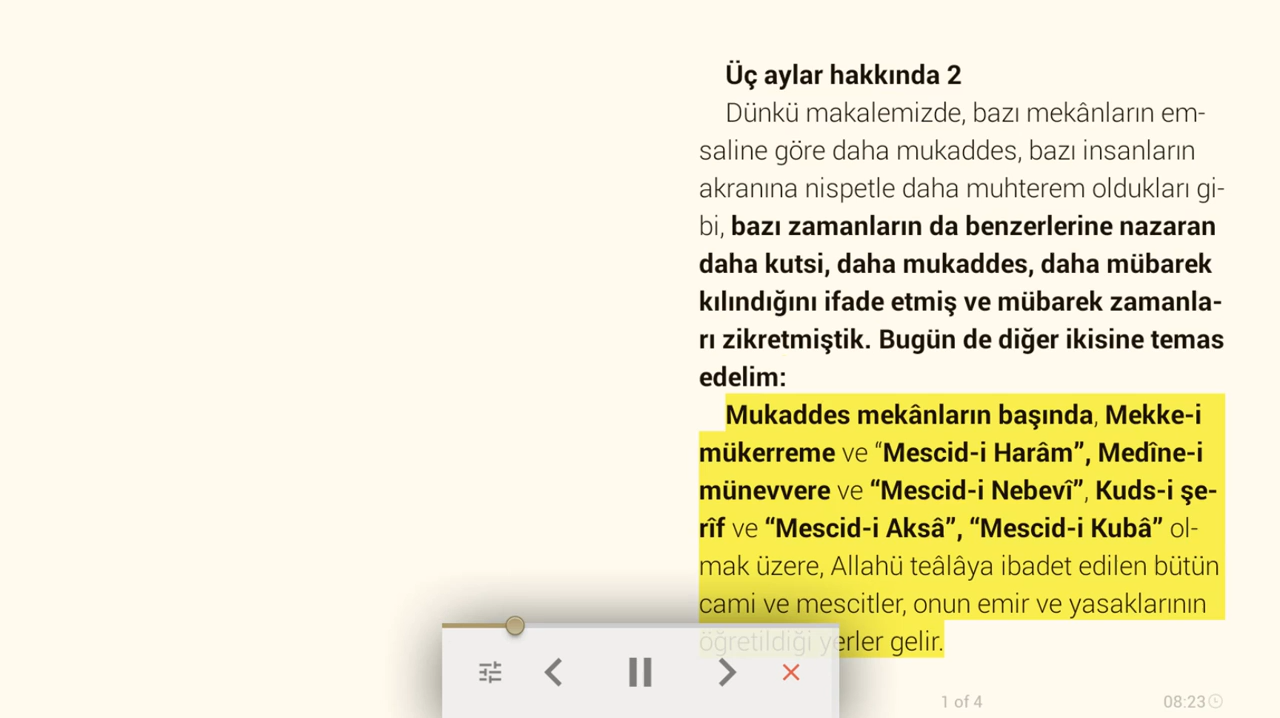 Üç aylar hakkında 2
Dünkü makalemizde, bazı mekânların em-
saline göre daha mukaddes, bazı insanların
akranına nispetle daha muhterem oldukları gi-
bi, bazı zamanların da benzerlerine nazaran
daha kutsi, daha mukaddes, daha mübarek
kılındığını ifade etmiş ve mübarek zamanla-
rı zikretmiştik. Bugün de diğer ikisine temas
edelim:
Mukaddes mekânların başında, Mekke-i
mükerreme ve “Mescid-i Harâm”, Medîne-i
münevvere ve “Mescid-i Nebevî”, Kuds-i şe-
rîf ve “Mescid-i Aksâ”, “Mescid-i Kubâ” ol-
mak üzere, Allahü teâlâya ibadet edilen bütün
cami ve mescitler, onun emir ve yasaklarının
öğretildiği yerler gelir.
1 of 4
08:23